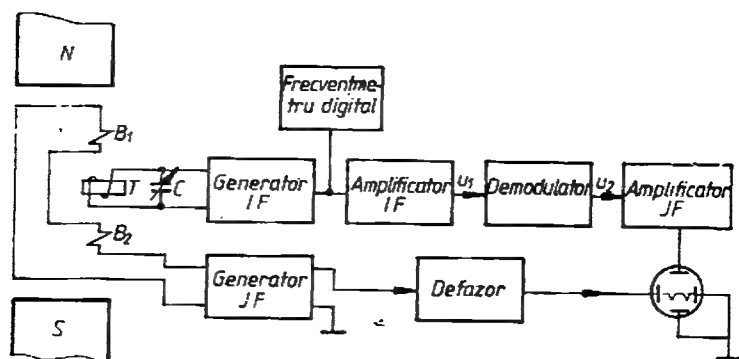 N
Frecventme-
tru digital
B1
T
C
Generator
IF
Amplificator
IF
u1
Demodulator
u2
Amplificator
JF
B2
Generator
JF
Defazor
S